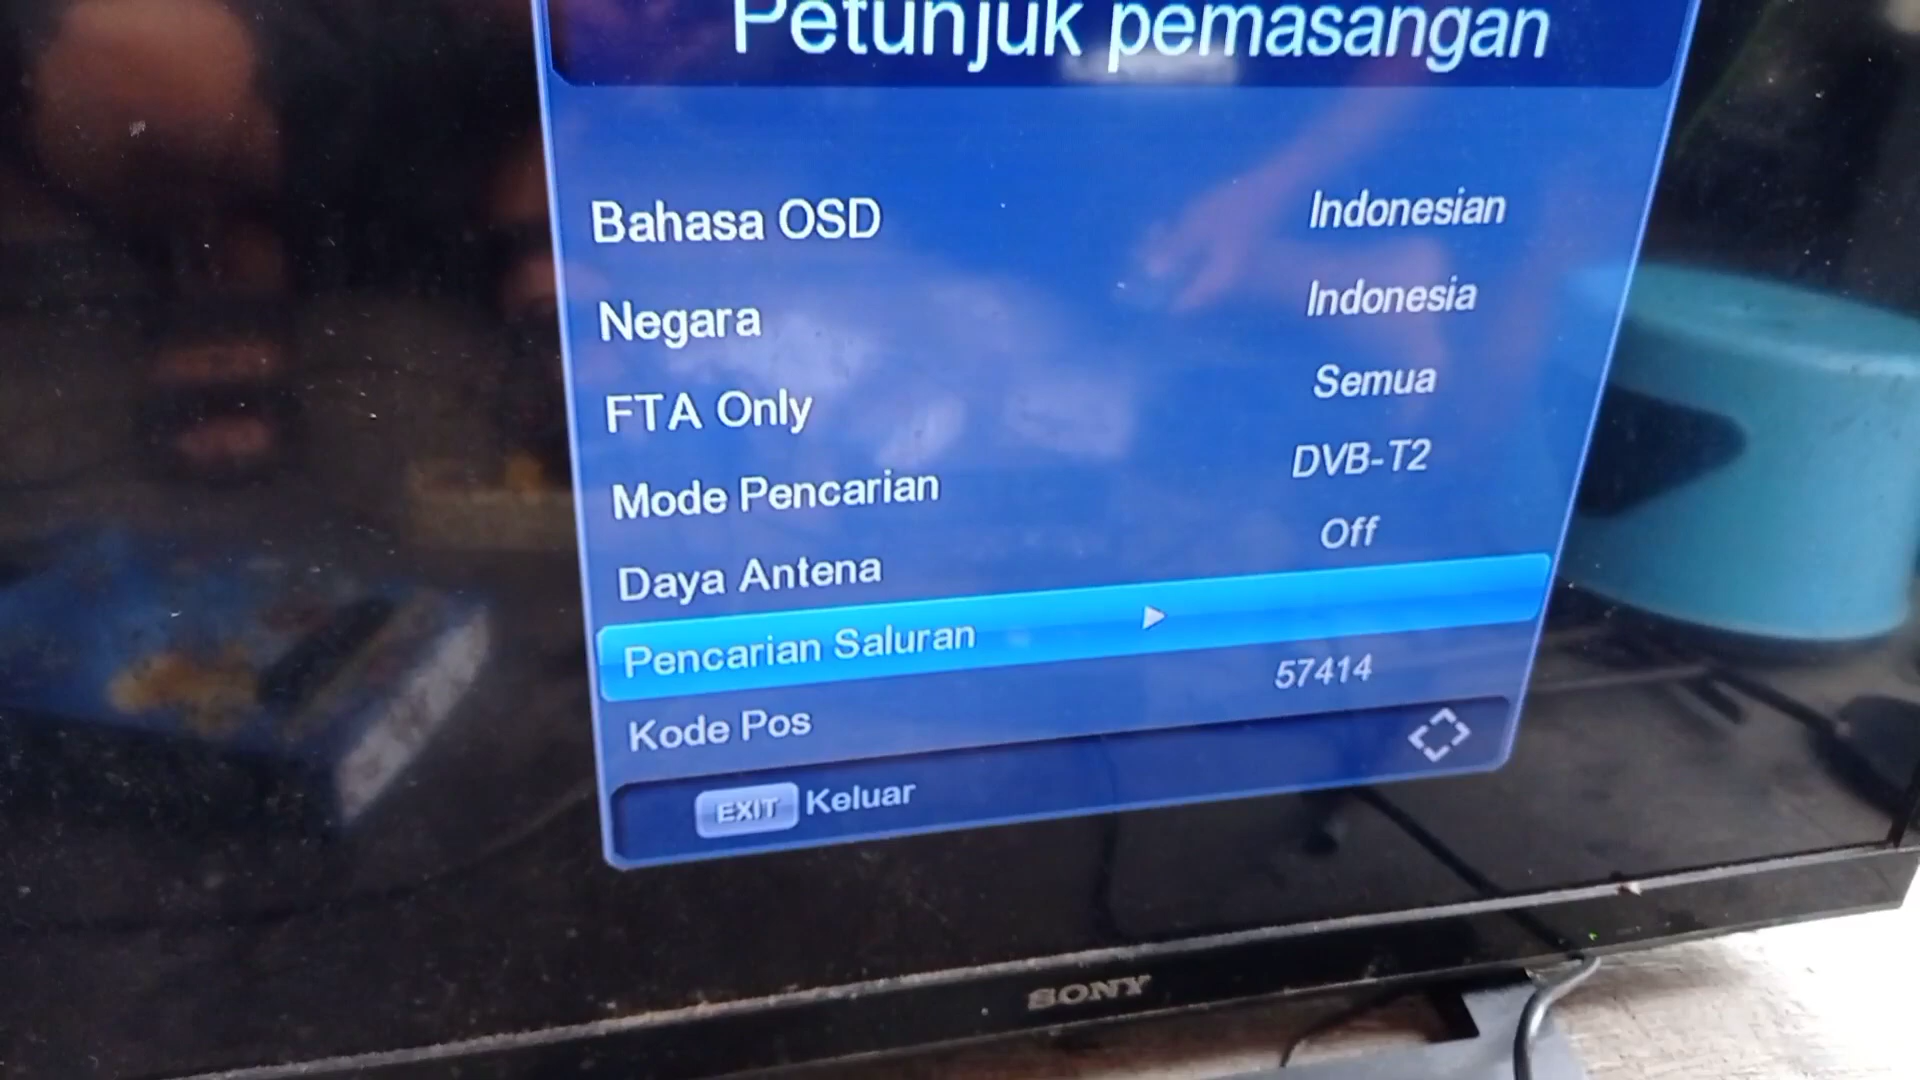 Petunjuk pemasangan
Bahasa OSD Indonesian
Negara Indonesia
FTA Only Semua
Mode Pencarian DVB-T2
Daya Antena Off
Pencarian Saluran
Kode Pos 57414
EXIT Keluar
SONY